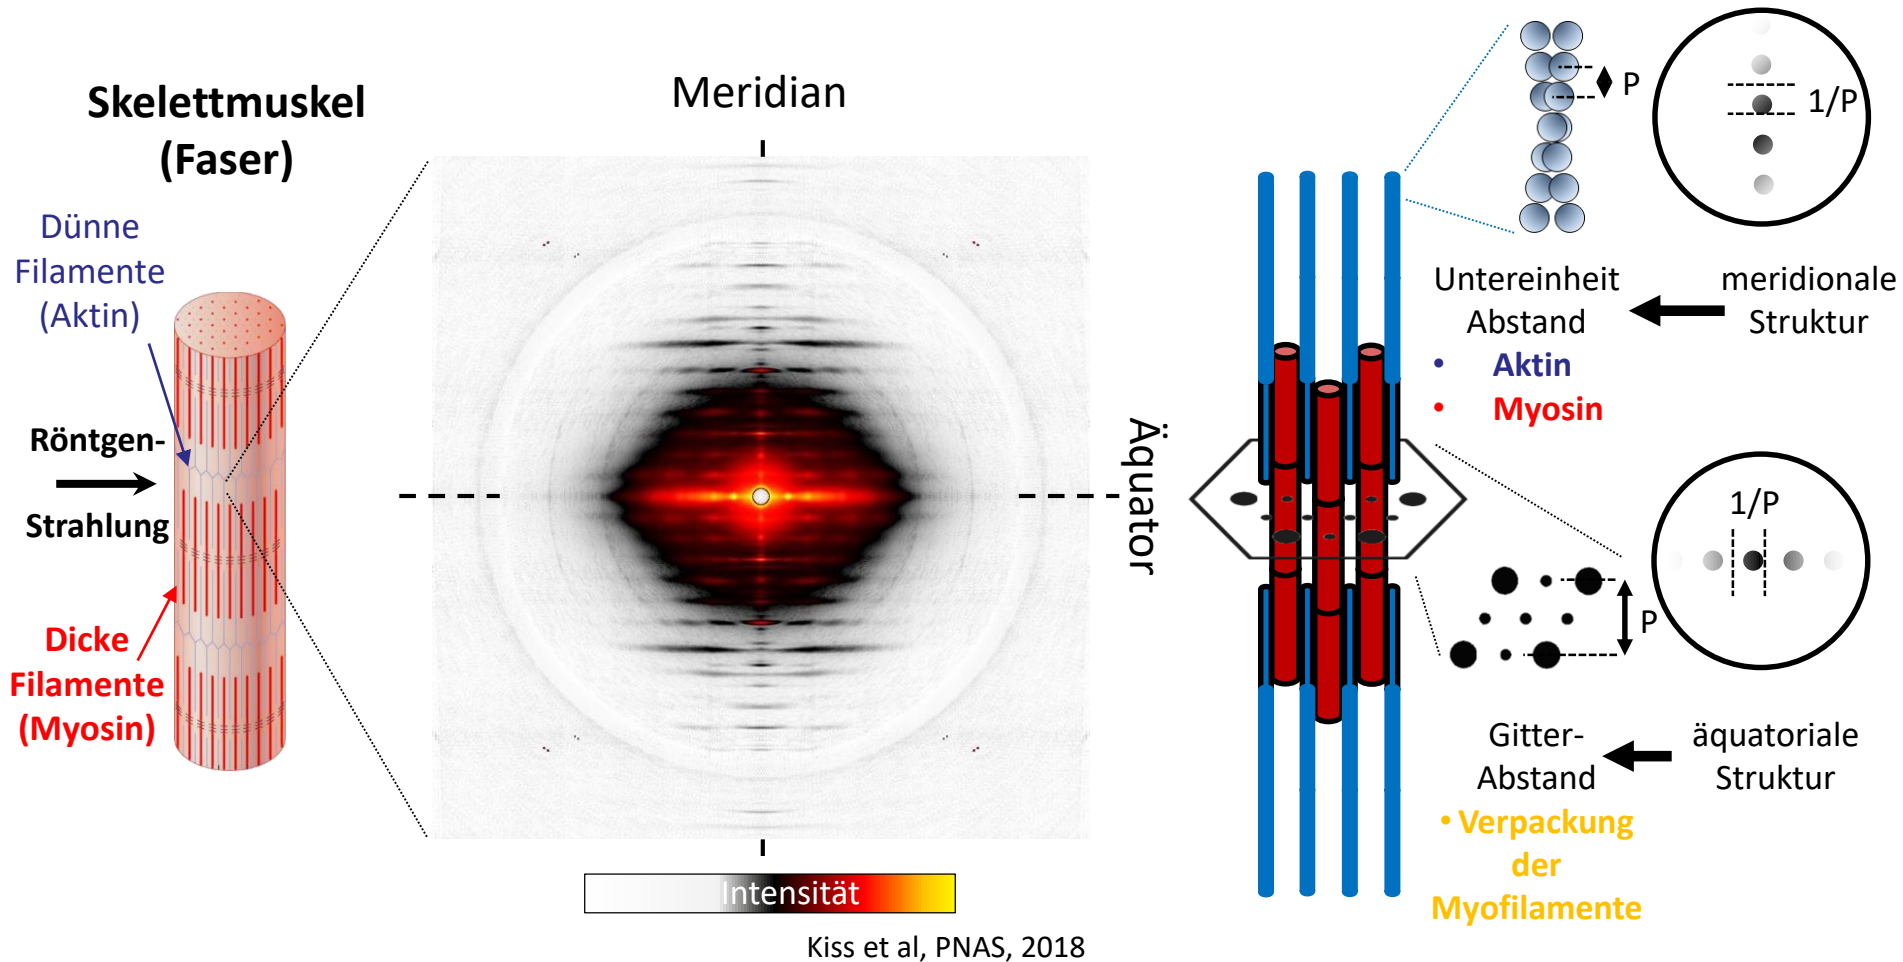 Skelettmuskel
(Faser)
Dünne
Filamente
(Aktin)
Röntgen-
Strahlung
Dicke
Filamente
(Myosin)
Meridian
Äquator
Intensität
Kiss et al, PNAS, 2018
P
1/P
Untereinheit
Abstand
• Aktin
• Myosin
meridionale
Struktur
1/P
P
Gitter-
Abstand
• Verpackung
der
Myofilamente
äquatoriale
Struktur